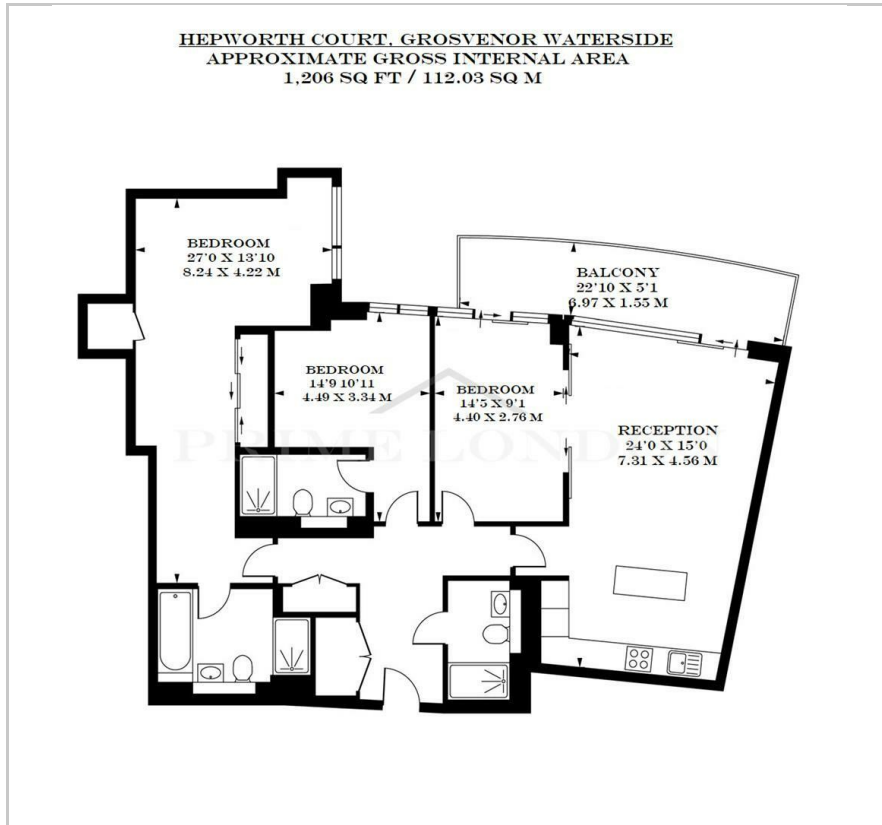 HEPWORTH COURT, GROSVENOR WATERSIDE
APPROXIMATE GROSS INTERNAL AREA
1,206 SQ FT / 112.03 SQ M
BEDROOM
27'0 X 13'10
8.24 X 4.22 M
BALCONY
22'10 X 5'1
6.97 X 1.55 M
BEDROOM
14'9 10'11
4.49 X 3.34 M
BEDROOM
14'5 X 9'1
4.40 X 2.76 M
RECEPTION
24'0 X 15'0
7.31 X 4.56 M
PRIME LONDON